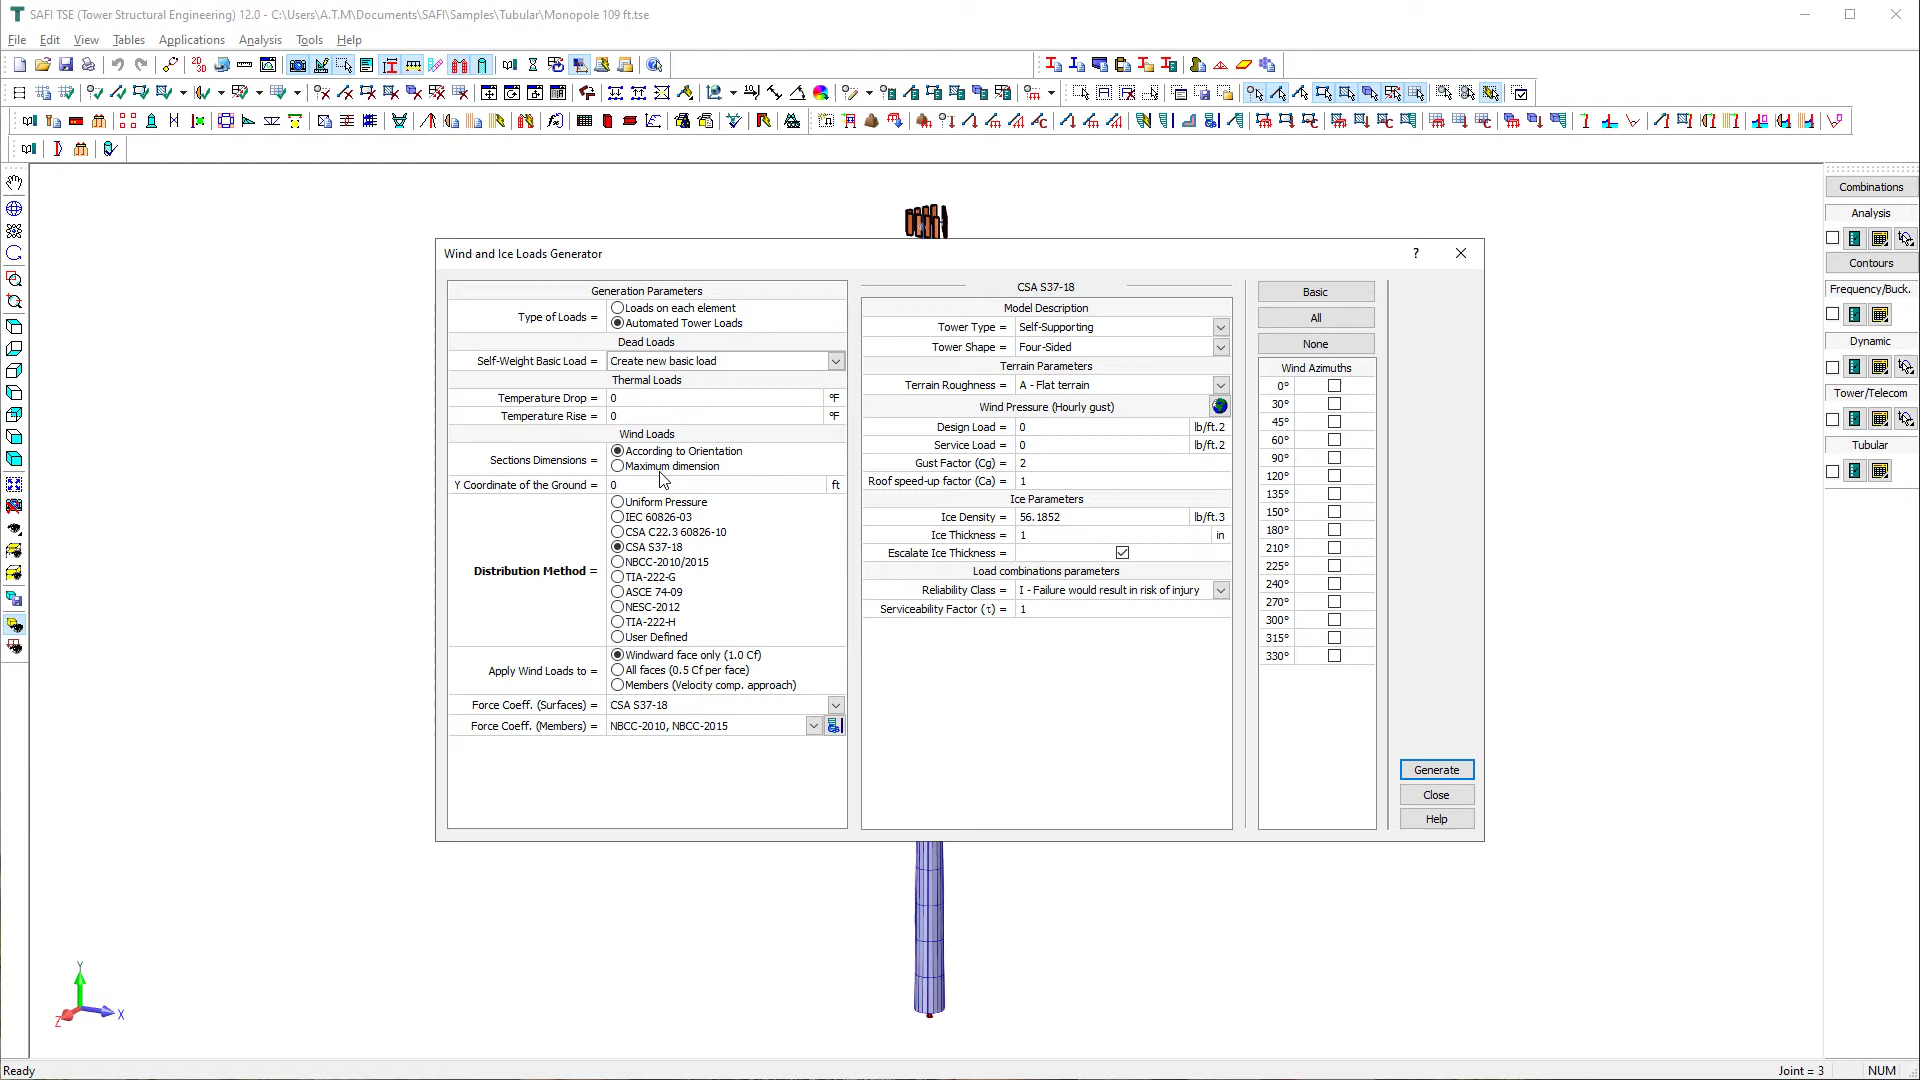 SAFI TSE (Tower Structural Engineering) 12.0 - C:\Users\A.T.M\Documents\SAFI\Samples\Tubular\Monopole 109 ft.tse
File Edit View Tables Applications Analysis Tools Help
Wind and Ice Loads Generator
?
Generation Parameters
Type of Loads =
Loads on each element
Automated Tower Loads
Dead Loads
Self-Weight Basic Load = Create new basic load
Thermal Loads
Temperature Drop = 0 ºF
Temperature Rise = 0 ºF
Wind Loads
Sections Dimensions =
According to Orientation
Maximum dimension
Y Coordinate of the Ground = 0 ft
Distribution Method =
Uniform Pressure
IEC 60826-03
CSA C22.3 60826-10
CSA S37-18
NBCC-2010/2015
TIA-222-G
ASCE 74-09
NESC-2012
TIA-222-H
User Defined
Apply Wind Loads to =
Windward face only (1.0 Cf)
All faces (0.5 Cf per face)
Members (Velocity comp. approach)
Force Coeff. (Surfaces) = CSA S37-18
Force Coeff. (Members) = NBCC-2010, NBCC-2015
CSA S37-18
Model Description
Tower Type = Self-Supporting
Tower Shape = Four-Sided
Terrain Parameters
Terrain Roughness = A - Flat terrain
Wind Pressure (Hourly gust)
Design Load = 0 lb/ft.2
Service Load = 0 lb/ft.2
Gust Factor (Cg) = 2
Roof speed-up factor (Ca) = 1
Ice Parameters
Ice Density = 56.1852 lb/ft.3
Ice Thickness = 1 in
Escalate Ice Thickness =
Load combinations parameters
Reliability Class = I - Failure would result in risk of injury
Serviceability Factor (τ) = 1
Basic
All
None
Wind Azimuths
0°
30°
45°
60°
90°
120°
135°
150°
180°
210°
225°
240°
270°
300°
315°
330°
Generate
Close
Help
Combinations
Analysis
Contours
Frequency/Buck.
Dynamic
Tower/Telecom
Tubular
Y
X
Z
Ready
Joint = 3
NUM